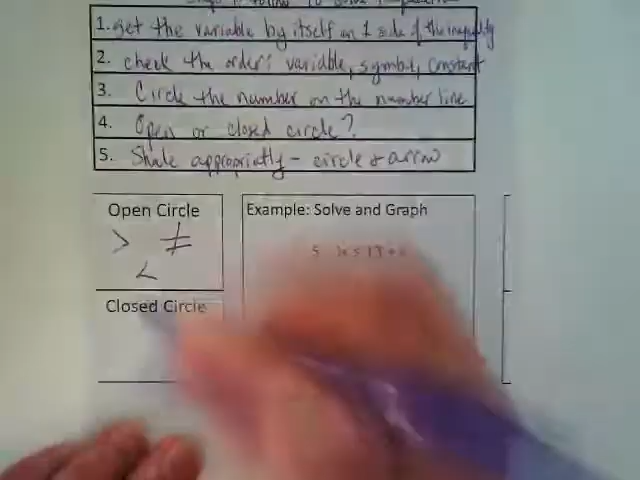 1. get the variable by itself on 1 side of the inequality
2. check the order: variable, symbol, constant
3. Circle the number on the number line
4. Open or closed circle?
5. Shade appropriatly - circle & arrow
Open Circle
> ≠
<
Example: Solve and Graph
Closed Circle